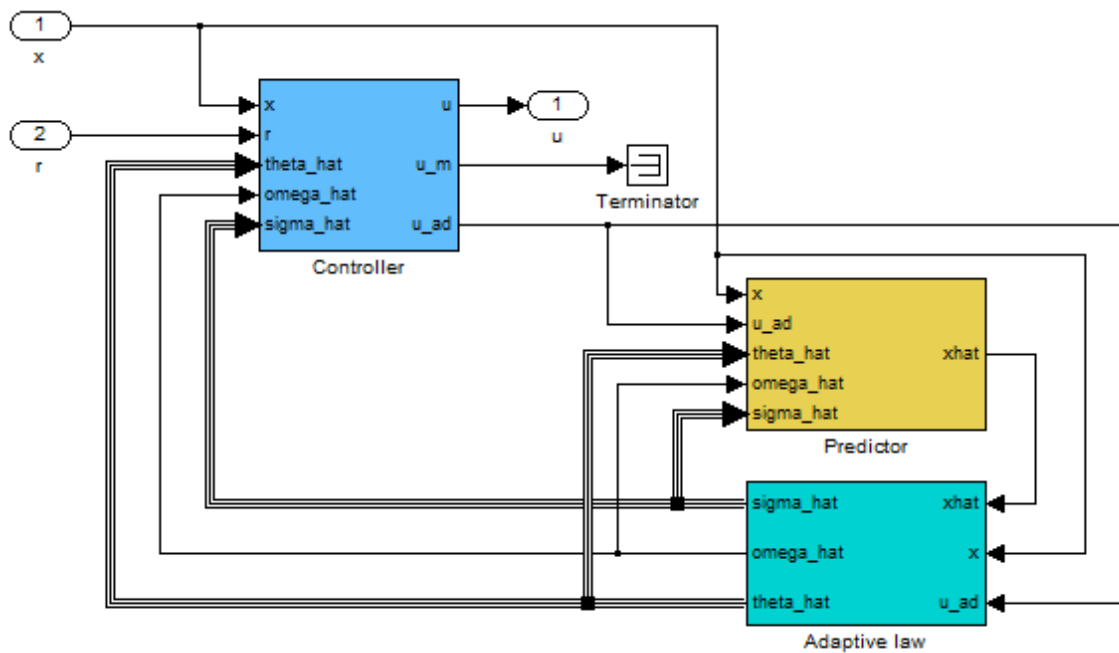 1
x
2
r
x
r
theta_hat
omega_hat
sigma_hat
u
u_m
u_ad
Controller
1
u
Terminator
x
u_ad
theta_hat
omega_hat
sigma_hat
xhat
Predictor
sigma_hat
omega_hat
theta_hat
xhat
x
u_ad
Adaptive law